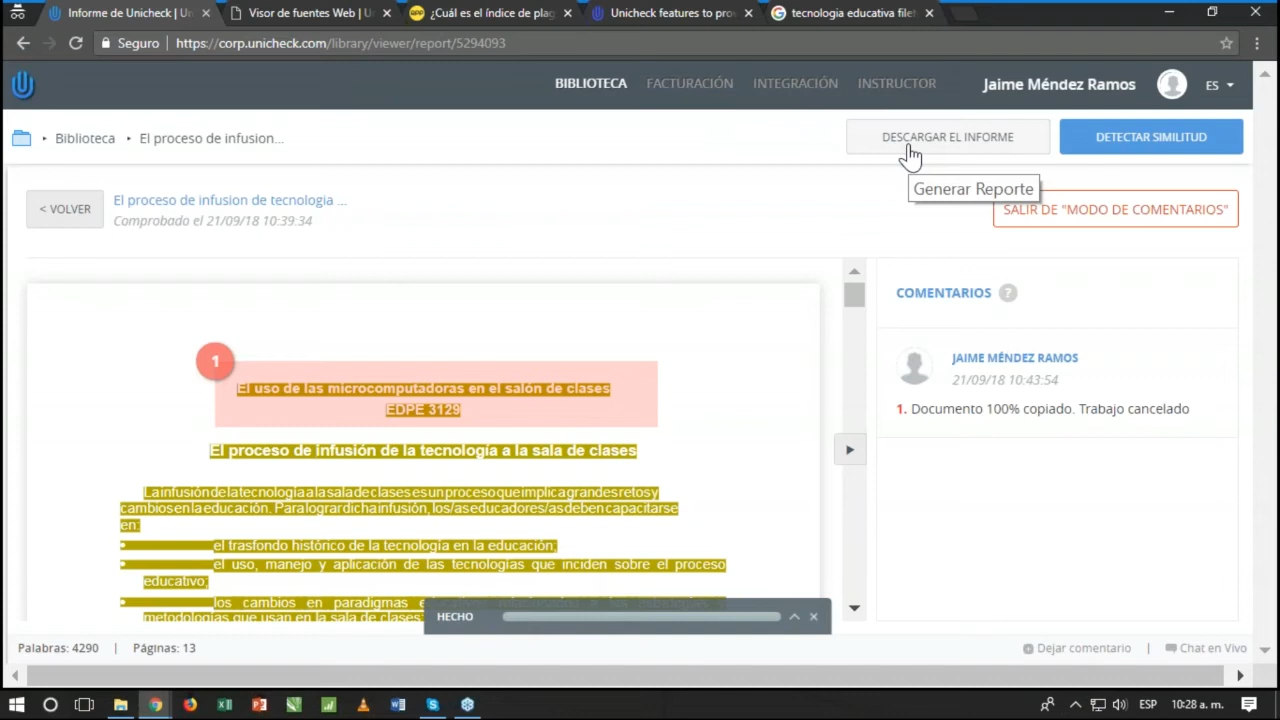 Informe de Unicheck | U
Visor de fuentes Web | U
¿Cuál es el índice de plag
Unicheck features to pro
tecnologia educativa filet
Seguro
https://corp.unicheck.com/library/viewer/report/5294093
BIBLIOTECA
FACTURACIÓN
INTEGRACIÓN
INSTRUCTOR
Jaime Méndez Ramos
ES
Biblioteca
El proceso de infusion...
DESCARGAR EL INFORME
DETECTAR SIMILITUD
Generar Reporte
< VOLVER
El proceso de infusion de tecnologia ...
Comprobado el 21/09/18 10:39:34
SALIR DE "MODO DE COMENTARIOS"
1
El uso de las microcomputadoras en el salón de clases
EDPE 3129
El proceso de infusión de la tecnología a la sala de clases
La infusión de la tecnología a la sala de clases es un proceso que implica grandes retos y
cambios en la educación. Para lograr dicha infusión, los/as educadores/as deben capacitarse
en:
el trasfondo histórico de la tecnología en la educación;
el uso, manejo y aplicación de las tecnologías que inciden sobre el proceso
educativo;
los cambios en paradigmas
metodologías que usan en la sala de clases;
HECHO
COMENTARIOS ?
JAIME MÉNDEZ RAMOS
21/09/18 10:43:54
1. Documento 100% copiado. Trabajo cancelado
Palabras: 4290 | Páginas: 13
Dejar comentario | Chat en Vivo
ESP
10:28 a. m.